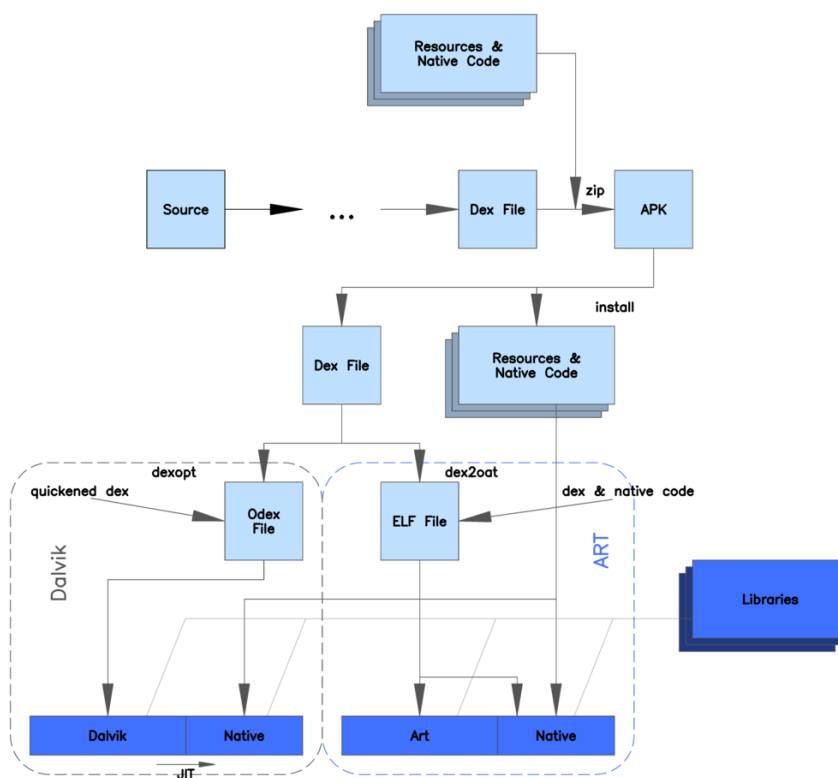 Resources &
Native Code
Source
...
Dex File
zip
APK
install
Dex File
Resources &
Native Code
dexopt
dex2oat
quickened dex
dex & native code
Odex
File
ELF File
Dalvik
ART
Libraries
Dalvik
Native
Art
Native
JIT